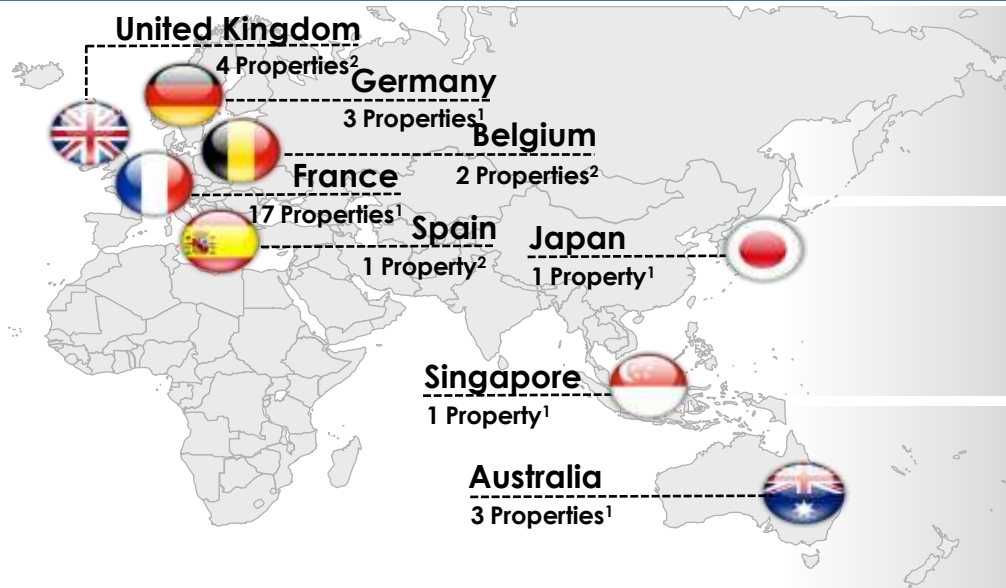 United Kingdom
4 Properties²
Germany
3 Properties¹
Belgium
2 Properties²
France
17 Properties¹
Spain
1 Property²
Japan
1 Property¹
Singapore
1 Property¹
Australia
3 Properties¹